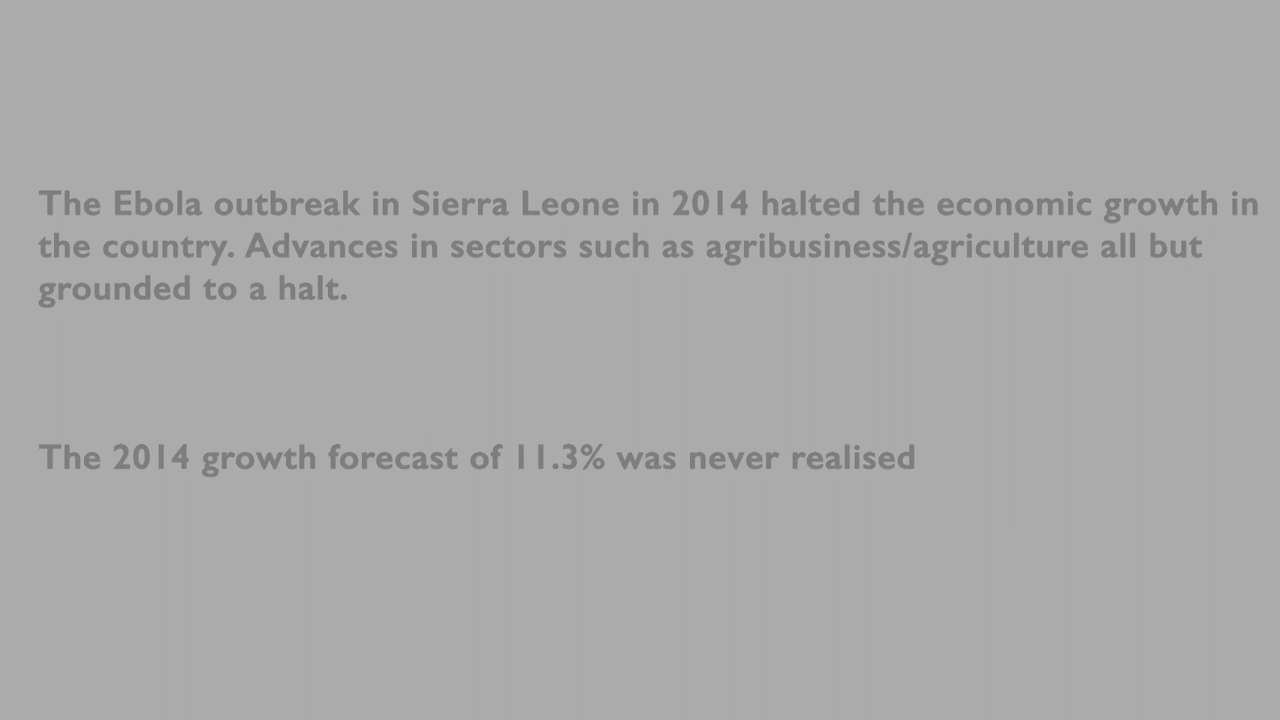 The Ebola outbreak in Sierra Leone in 2014 halted the economic growth in
the country. Advances in sectors such as agribusiness/agriculture all but
grounded to a halt.
The 2014 growth forecast of 11.3% was never realised